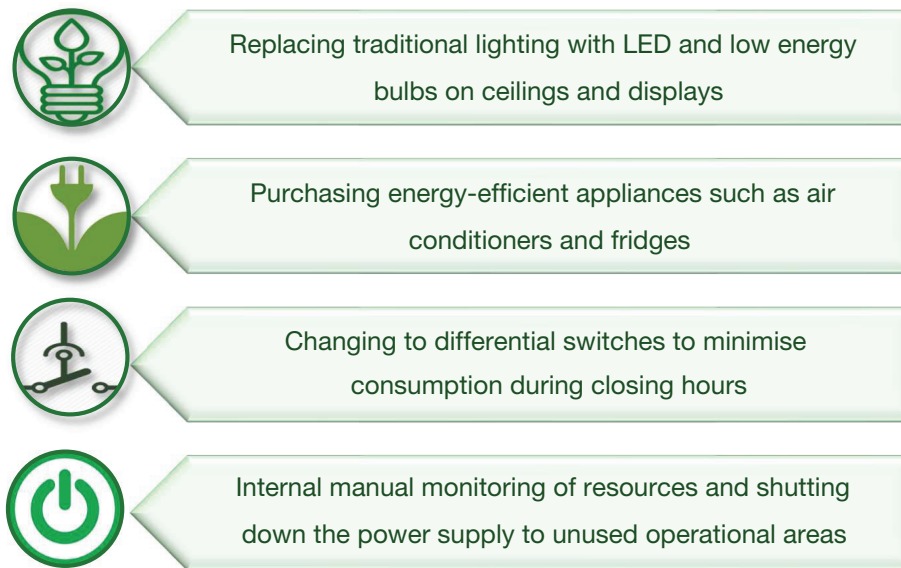 Replacing traditional lighting with LED and low energy
bulbs on ceilings and displays
Purchasing energy-efficient appliances such as air
conditioners and fridges
Changing to differential switches to minimise
consumption during closing hours
Internal manual monitoring of resources and shutting
down the power supply to unused operational areas